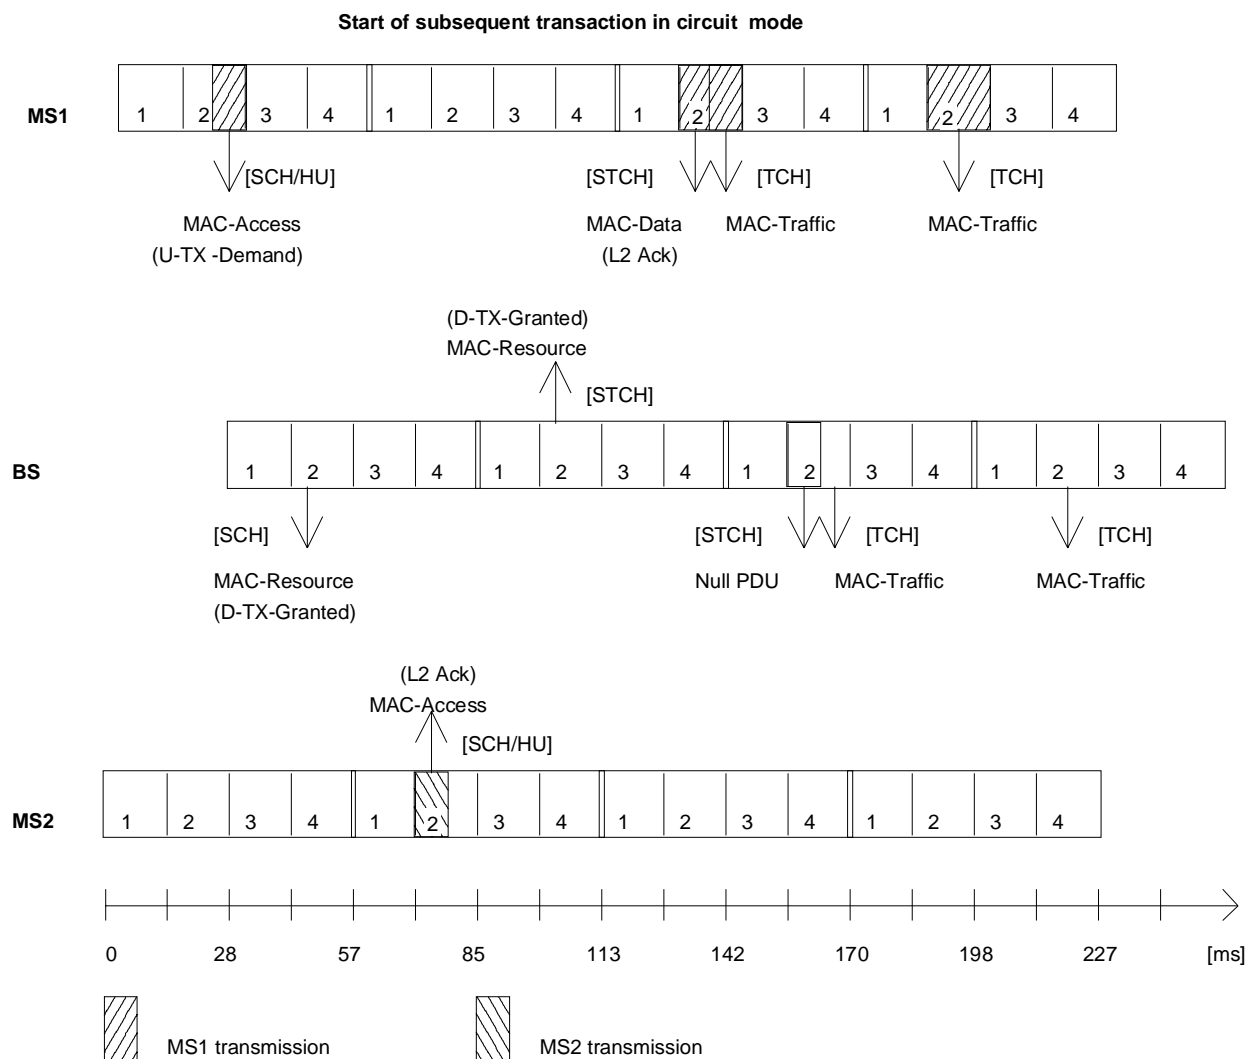 Start of subsequent transaction in circuit mode
MS1
1 2 3 4 1 2 3 4 1 2 3 4 1 2 3 4
[SCH/HU] [STCH] [TCH] [TCH]
MAC-Access MAC-Data MAC-Traffic MAC-Traffic
(U-TX -Demand) (L2 Ack)
(D-TX-Granted)
MAC-Resource
[STCH]
BS
1 2 3 4 1 2 3 4 1 2 3 4 1 2 3 4
[SCH] [STCH] [TCH] [TCH]
MAC-Resource Null PDU MAC-Traffic MAC-Traffic
(D-TX-Granted)
(L2 Ack)
MAC-Access
[SCH/HU]
MS2
1 2 3 4 1 2 3 4 1 2 3 4 1 2 3 4
0 28 57 85 113 142 170 198 227 [ms]
MS1 transmission MS2 transmission